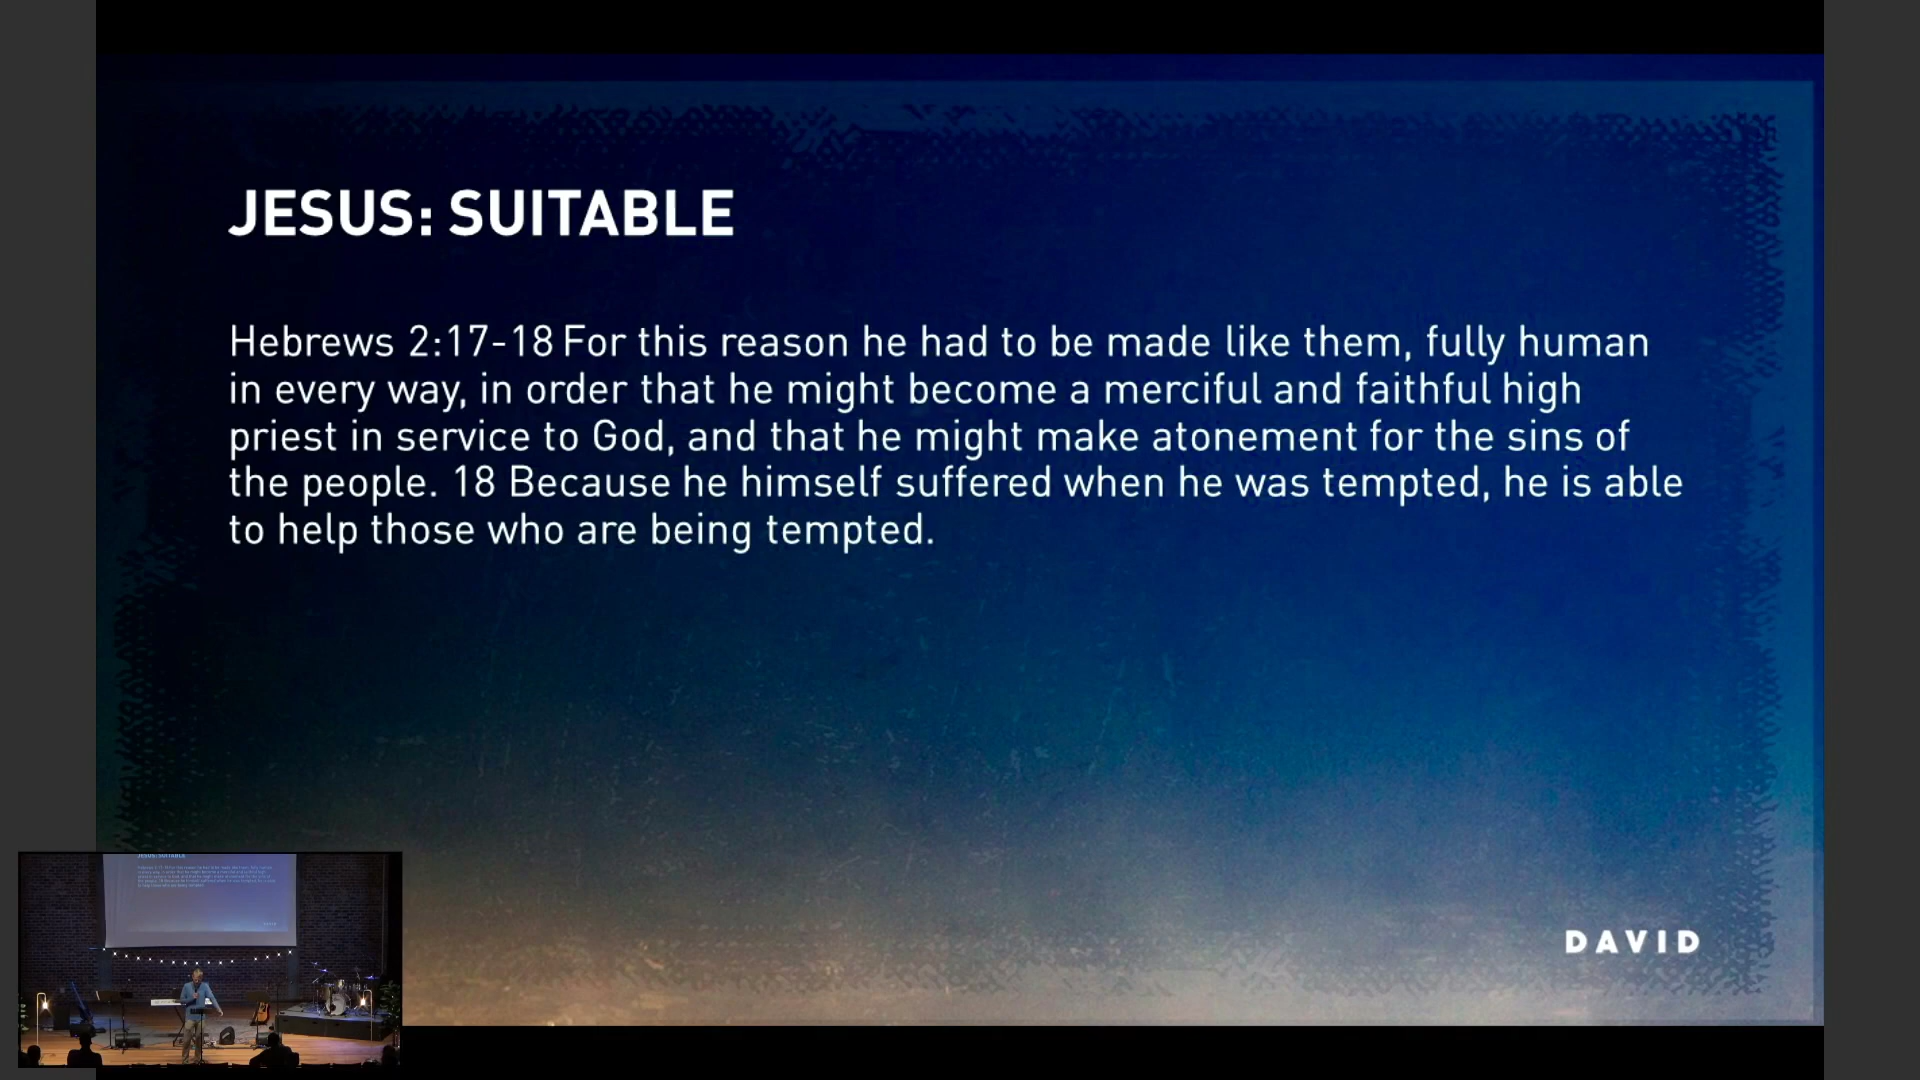 JESUS: SUITABLE
Hebrews 2:17-18 For this reason he had to be made like them, fully human
in every way, in order that he might become a merciful and faithful high
priest in service to God, and that he might make atonement for the sins of
the people. 18 Because he himself suffered when he was tempted, he is able
to help those who are being tempted.
DAVID
JESUS: SUITABLE